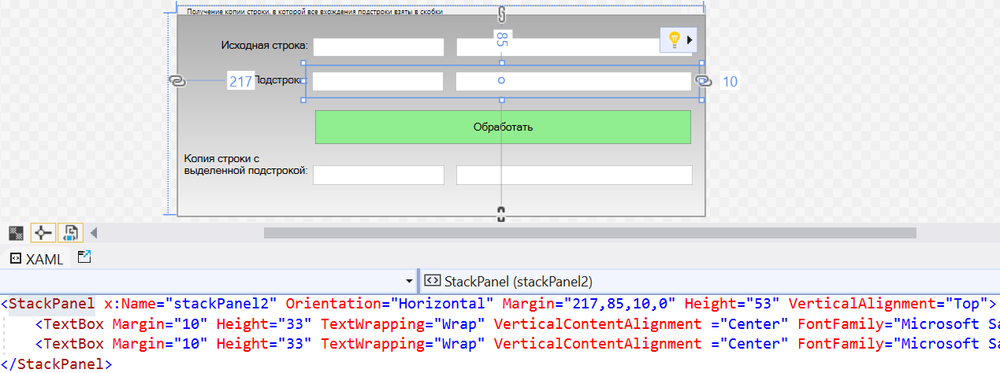 Получение копии строки, в которой все вхождения подстроки взяты в скобки
85
Исходная строка:
217
Подстрока:
10
Обработать
Копия строки с
выделенной подстрокой:
XAML
StackPanel (stackPanel2)
<StackPanel x:Name="stackPanel2" Orientation="Horizontal" Margin="217,85,10,0" Height="53" VerticalAlignment="Top">
<TextBox Margin="10" Height="33" TextWrapping="Wrap" VerticalContentAlignment ="Center" FontFamily="Microsoft Sa
<TextBox Margin="10" Height="33" TextWrapping="Wrap" VerticalContentAlignment ="Center" FontFamily="Microsoft Sa
</StackPanel>